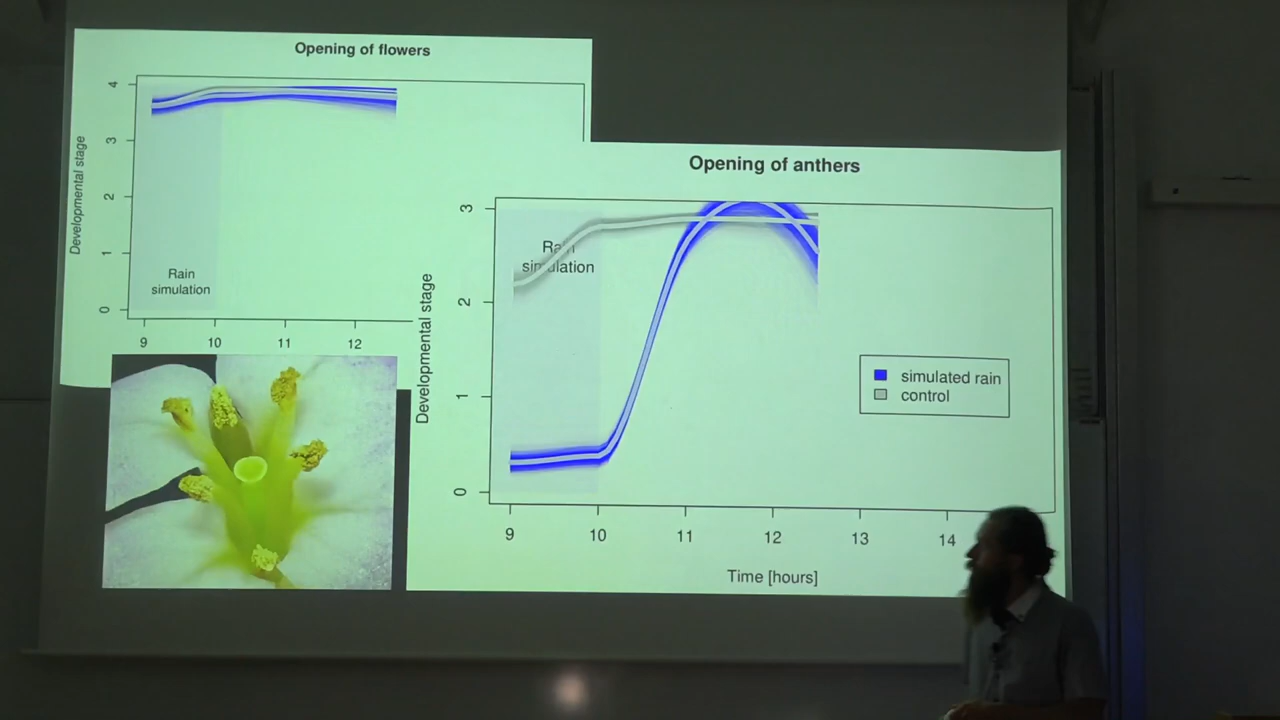 Opening of flowers
Developmental stage
4
3
2
1
0
Rain
simulation
9
10
11
12
Opening of anthers
Developmental stage
3
2
1
0
Rain
simulation
simulated rain
control
9
10
11
12
13
14
Time [hours]